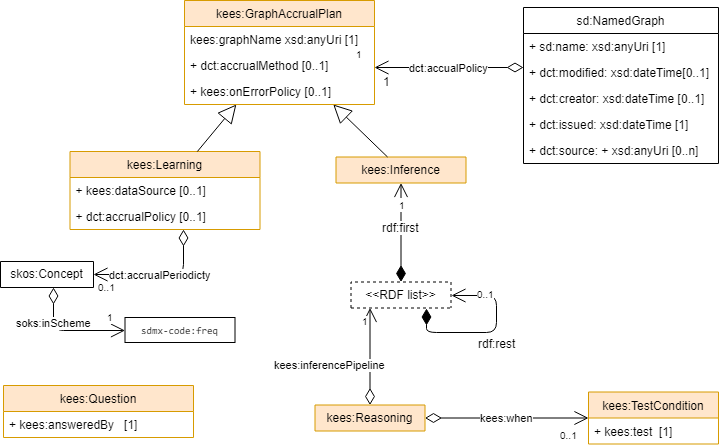 kees:GraphAccrualPlan
kees:graphName xsd:anyUri [1]
1
+ dct:accrualMethod [0..1]
+ kees:onErrorPolicy [0..1]
dct:accualPolicy
1
sd:NamedGraph
+ sd:name: xsd:anyUri [1]
+ dct:modified: xsd:dateTime[0..1]
+ dct:creator: xsd:dateTime [0..1]
+ dct:issued: xsd:dateTime [1]
+ dct:source: + xsd:anyUri [0..n]
kees:Learning
+ kees:dataSource [0..1]
+ dct:accrualPolicy [0..1]
kees:Inference
1
rdf:first
skos:Concept
dct:accrualPeriodicty
0..1
soks:inScheme
1
sdmx-code:freq
<<RDF list>>
0..1
1
rdf:rest
kees:inferencePipeline
kees:Question
+ kees:answeredBy [1]
kees:Reasoning
kees:when
0..1
kees:TestCondition
+ kees:test [1]